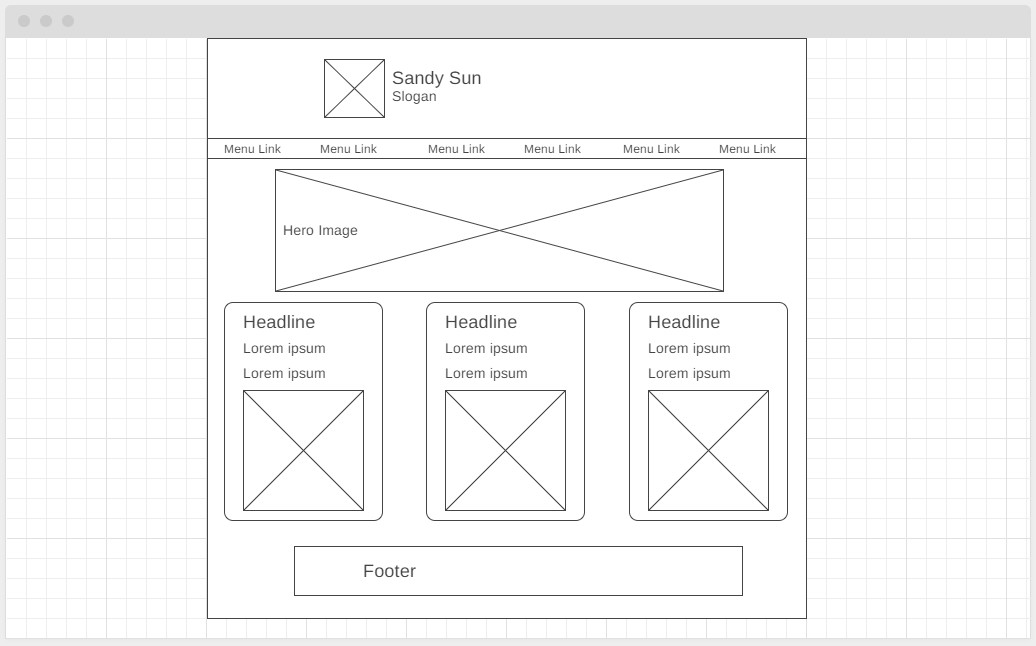 Sandy Sun
Slogan
Menu Link Menu Link Menu Link Menu Link Menu Link Menu Link
Hero Image
Headline
Lorem ipsum
Lorem ipsum
Headline
Lorem ipsum
Lorem ipsum
Headline
Lorem ipsum
Lorem ipsum
Footer